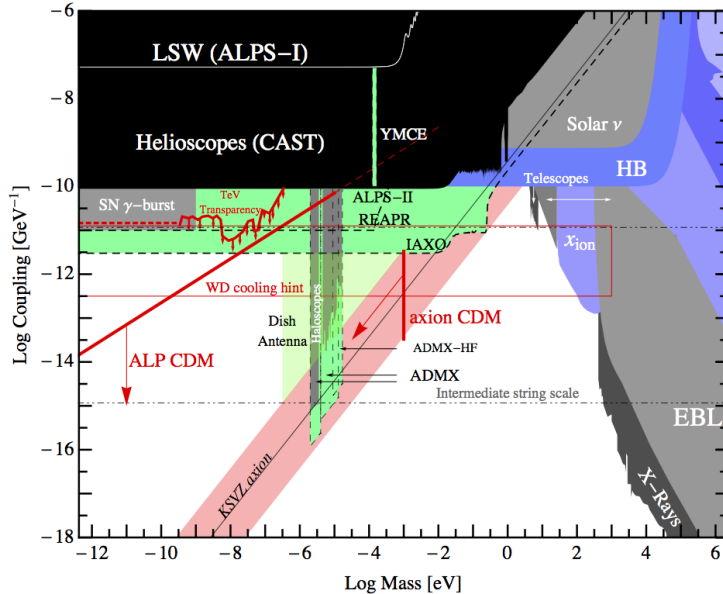 -6
LSW (ALPS-I)
-8
YMCE
Solar ν
Helioscopes (CAST)
HB
Telescopes
-10
TeV
Transparency
ALPS-II
SN γ-burst
REAPR
IAXO
x_ion
-12
WD cooling hint
Dish
Antenna
Haloscopes
axion CDM
ADMX-HF
-14
ALP CDM
ADMX
Intermediate string scale
EBL
-16
KSVZ axion
X-Rays
-18
-12
-10
-8
-6
-4
-2
0
2
4
6
Log Mass [eV]
Log Coupling [GeV⁻¹]